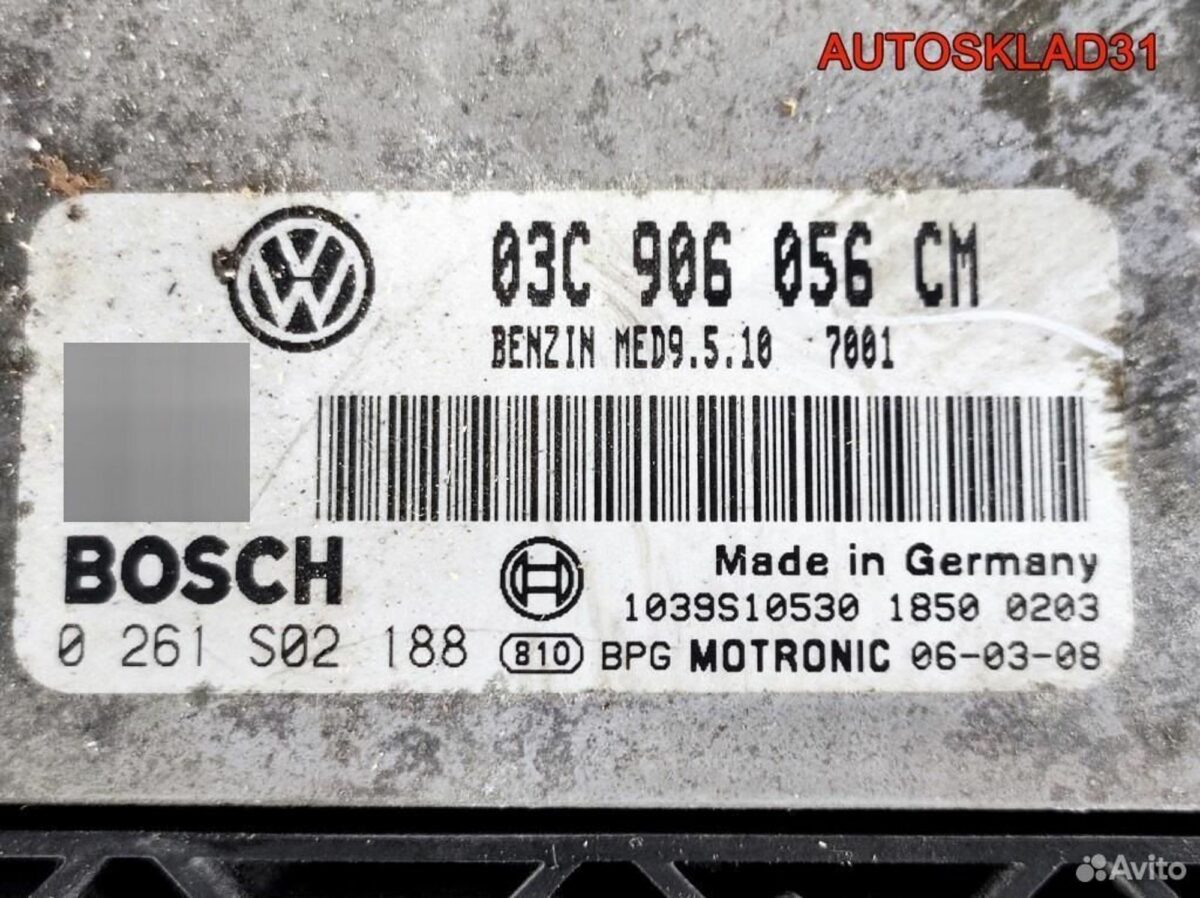 AUTOSKLAD31
03C 906 056 CM
BENZIN MED9.5.10 7001
BOSCH
Made in Germany
1039S10530 1850 0203
0 261 S02 188
810 BPG MOTRONIC 06-03-08
Avito